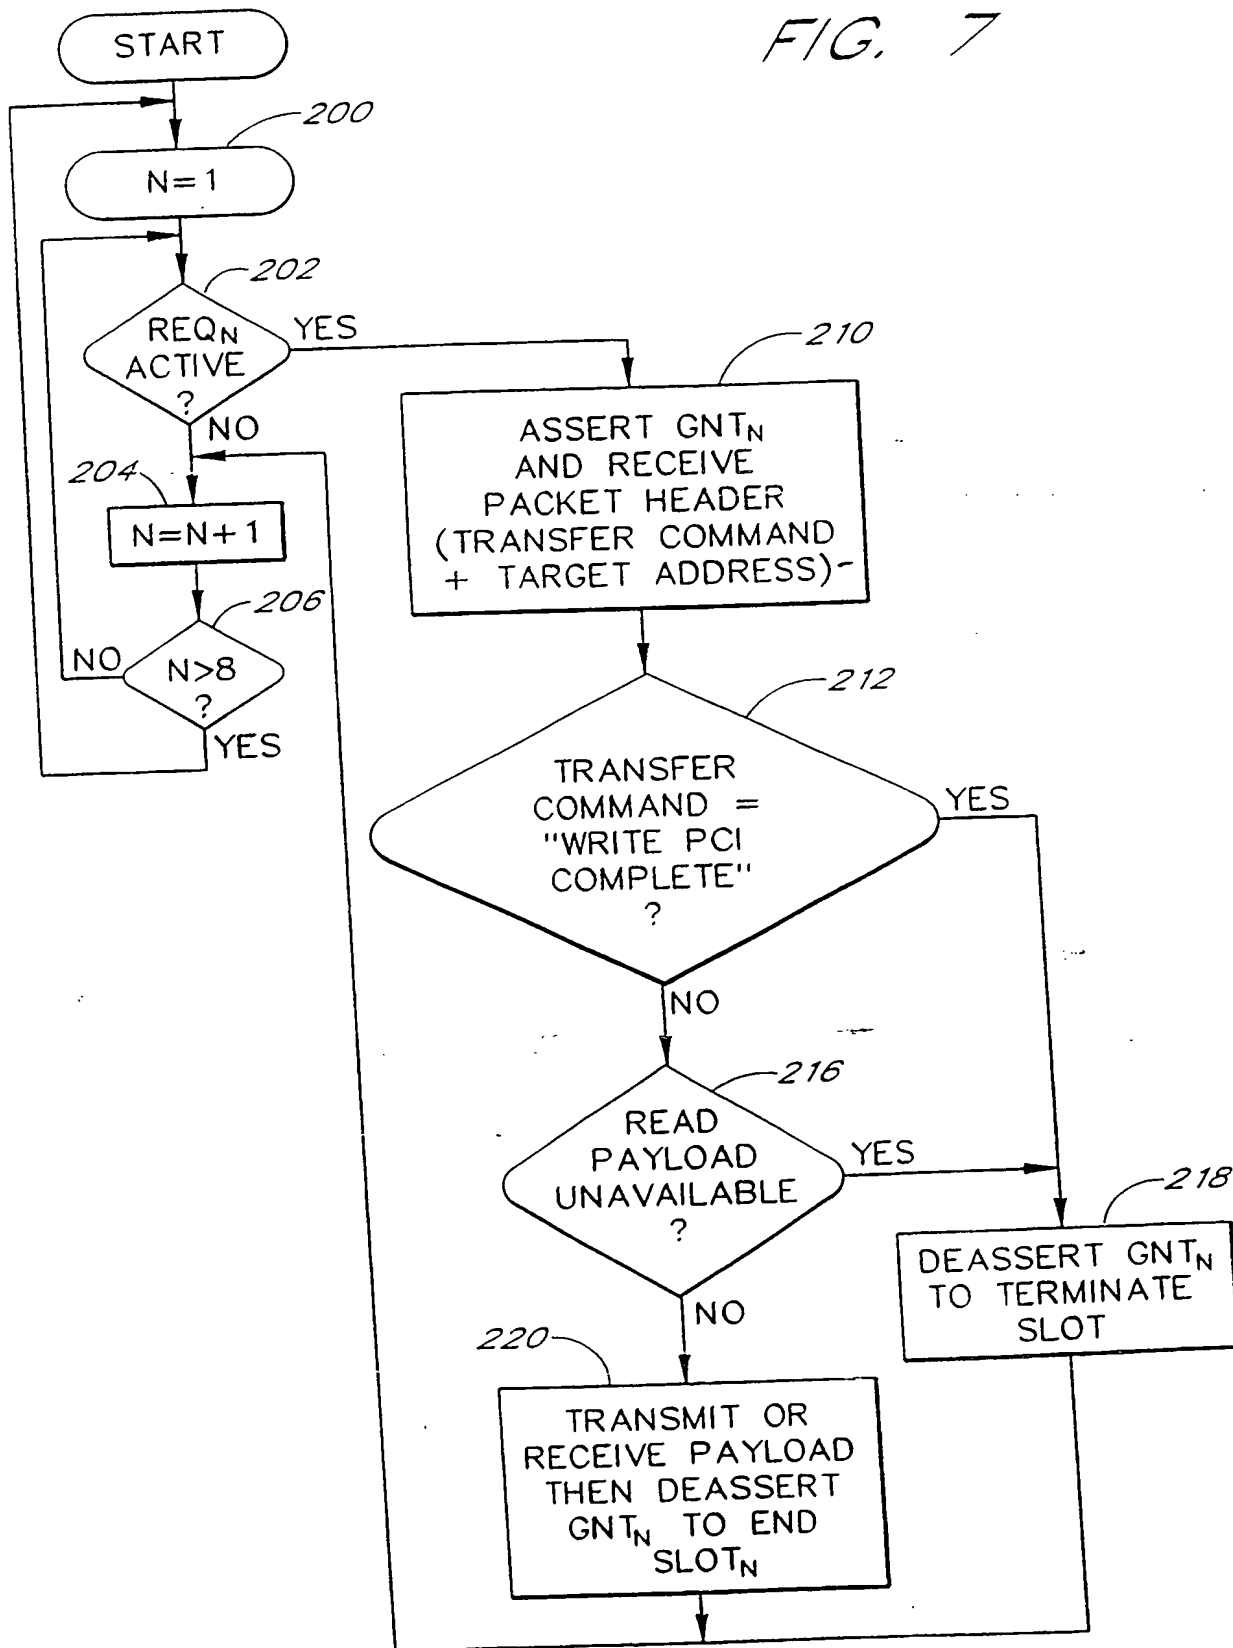 FIG. 7
START
200
N=1
202
REQN
ACTIVE
?
YES
NO
204
N=N+1
206
N>8
?
NO
YES
210
ASSERT GNTN
AND RECEIVE
PACKET HEADER
(TRANSFER COMMAND
+ TARGET ADDRESS)-
212
TRANSFER
COMMAND =
"WRITE PCI
COMPLETE"
?
YES
NO
216
READ
PAYLOAD
UNAVAILABLE
?
YES
NO
218
DEASSERT GNTN
TO TERMINATE
SLOT
220
TRANSMIT OR
RECEIVE PAYLOAD
THEN DEASSERT
GNTN TO END
SLOTN